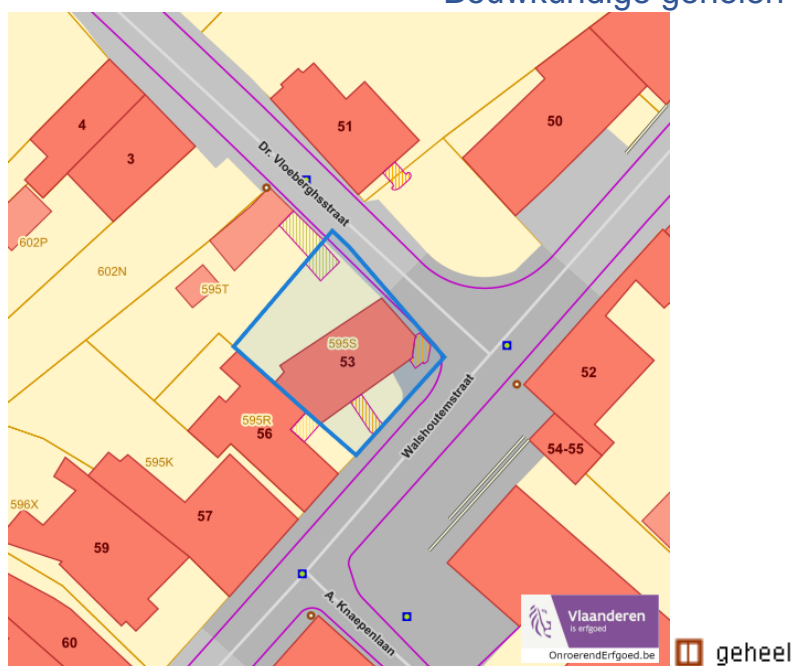 Bouwkundige gehelen
4
51
50
3
Dr. Vloeberghsstraat
602P
602N
595T
595S
53
52
595R
56
Walshoutemstraat
54-55
595K
596X
57
59
A. Knaepenlaan
60
Vlaanderen
is erfgoed
OnroerendErfgoed.be
geheel